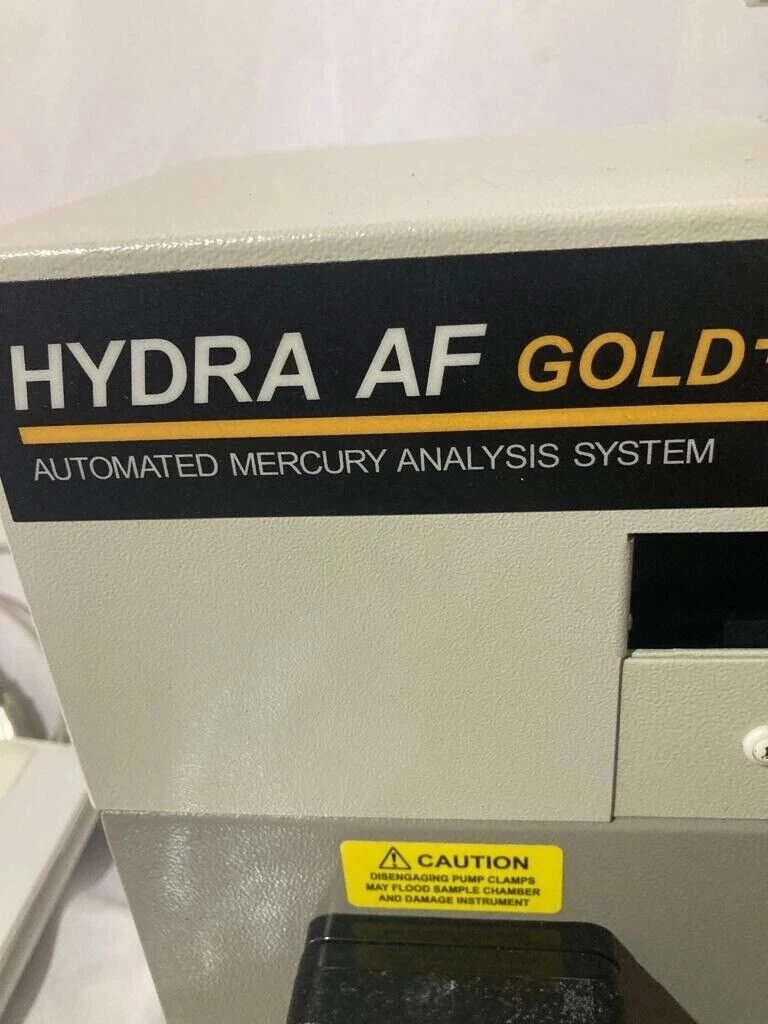 HYDRA AF GOLD+
AUTOMATED MERCURY ANALYSIS SYSTEM
CAUTION
DISENGAGING PUMP CLAMPS
MAY FLOOD SAMPLE CHAMBER
AND DAMAGE INSTRUMENT